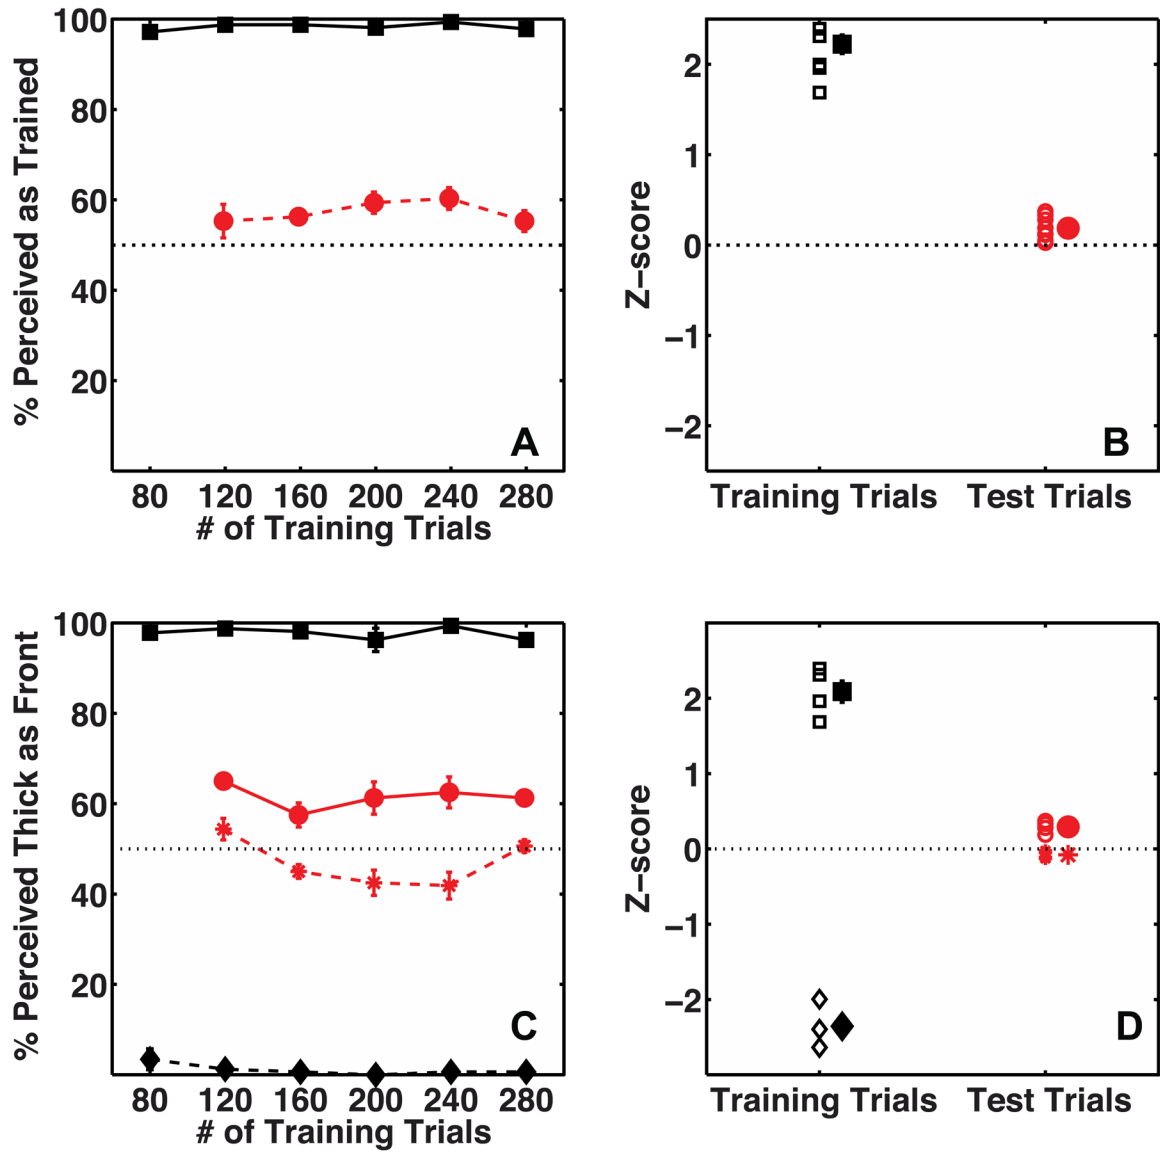 % Perceived as Trained
100
80
60
40
20
80 120 160 200 240 280
# of Training Trials
A
Z-score
2
1
0
-1
-2
Training Trials Test Trials
B
% Perceived Thick as Front
100
80
60
40
20
80 120 160 200 240 280
# of Training Trials
C
Z-score
2
1
0
-1
-2
Training Trials Test Trials
D